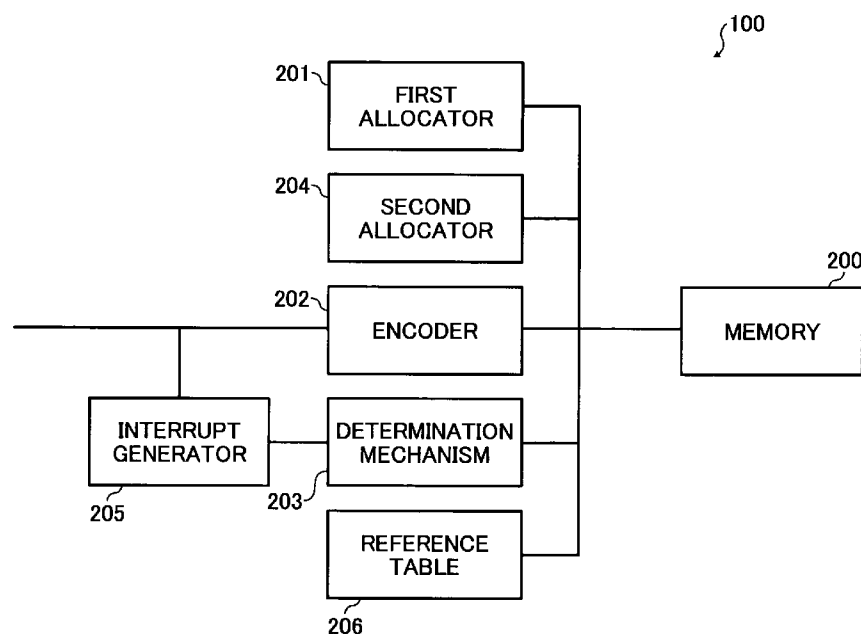 100
201
FIRST
ALLOCATOR
204
SECOND
ALLOCATOR
202
ENCODER
200
MEMORY
INTERRUPT
GENERATOR
205
DETERMINATION
MECHANISM
203
REFERENCE
TABLE
206